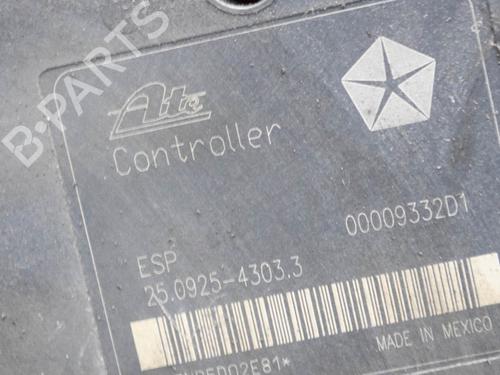 B-PARTS
Ate
Controller
00009332D1
ESP
25.0925-4303.3
MADE IN MEXICO